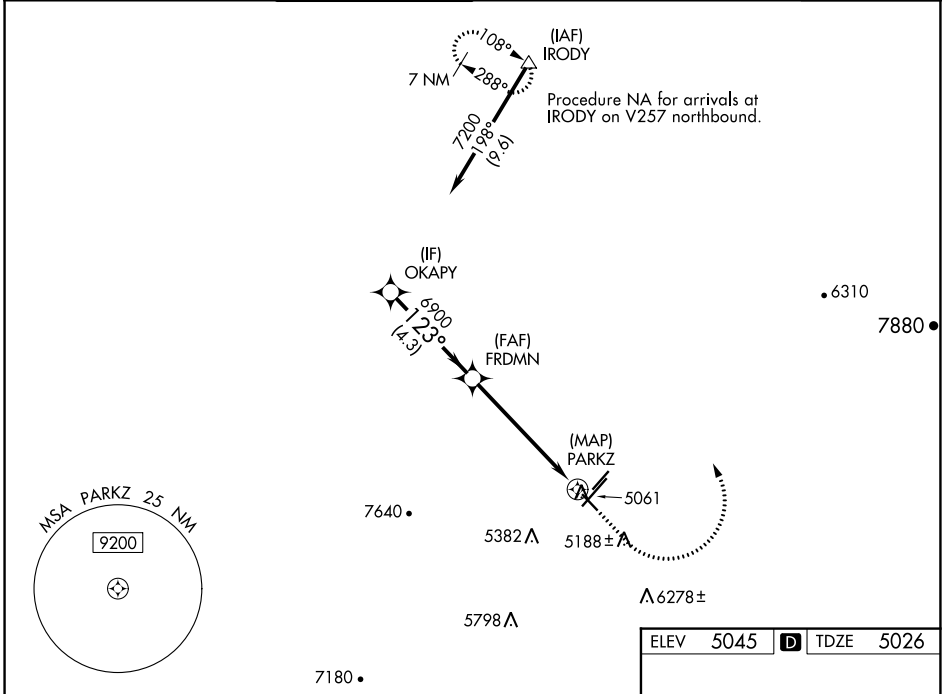 (IAF)
IRODY
108°
288°
7 NM
Procedure NA for arrivals at
IRODY on V257 northbound.
7200
198°
(9.6)
(IF)
OKAPY
6900
123°
(4.3)
6310
7880
(FAF)
FRDMN
(MAP)
PARKZ
5061
7640
5382
5188±
MSA PARKZ 25 NM
9200
6278±
5798
7180
ELEV 5045 D TDZE 5026